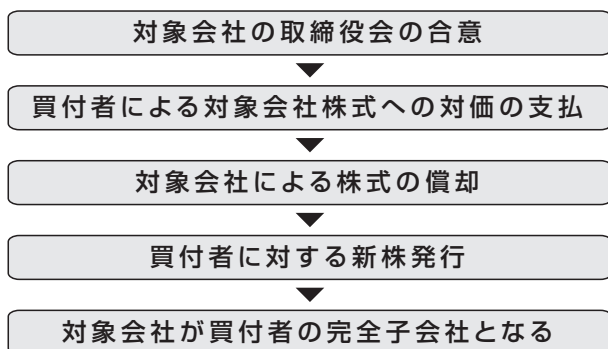 対象会社の取締役会の合意
買付者による対象会社株式への対価の支払
対象会社による株式の償却
買付者に対する新株発行
対象会社が買付者の完全子会社となる